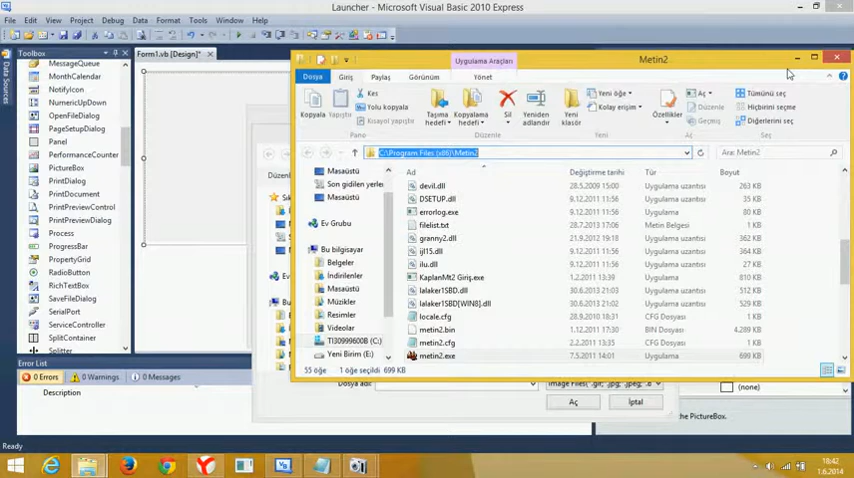 Launcher - Microsoft Visual Basic 2010 Express
File Edit View Project Debug Data Format Tools Window Help
Toolbox
Form1.vb [Design]*
Data Sources
MessageQueue
MonthCalendar
NotifyIcon
NumericUpDown
OpenFileDialog
PageSetupDialog
Panel
PerformanceCounter
PictureBox
PrintDialog
PrintDocument
PrintPreviewControl
PrintPreviewDialog
Process
ProgressBar
PropertyGrid
RadioButton
RichTextBox
SaveFileDialog
SerialPort
ServiceController
Splitter
Uygulama Araçları
Metin2
Dosya Giriş Paylaş Görünüm Yönet
Kopyala Yapıştır
Kes
Yolu kopyala
Kısayolu yapıştır
Pano
Taşıma hedefi
Kopyalama hedefi
Sil
Yeniden adlandır
Düzenle
Yeni klasör
Yeni öğe
Kolay erişim
Yeni
Özellikler
Aç
Düzenle
Geçmiş
Aç
Tümünü seç
Hiçbirini seçme
Diğerlerini seç
Seç
C:\Program Files (x86)\Metin2
Ara: Metin2
Masaüstü
Son gidilen yerler
Masaüstü
Ev Grubu
Bu bilgisayar
Belgeler
İndirilenler
Masaüstü
Müzikler
Resimler
Videolar
TI30999600B (C:)
Yeni Birim (E:)
Ad Değiştirme tarihi Tür Boyut
devil.dll 28.5.2009 15:00 Uygulama uzantısı 263 KB
DSETUP.dll 9.12.2011 11:56 Uygulama uzantısı 35 KB
errorlog.exe 9.12.2011 11:56 Uygulama 80 KB
filelist.txt 28.7.2013 17:06 Metin Belgesi 1 KB
granny2.dll 21.9.2012 19:18 Uygulama uzantısı 362 KB
ijl15.dll 9.12.2011 11:56 Uygulama uzantısı 364 KB
ilu.dll 9.12.2011 11:56 Uygulama uzantısı 27 KB
KaplanMt2 Giriş.exe 1.2.2011 13:39 Uygulama 810 KB
lalaker1SBD.dll 30.6.2013 21:03 Uygulama uzantısı 512 KB
lalaker1SBD[WIN8].dll 30.6.2013 21:02 Uygulama uzantısı 529 KB
locale.cfg 28.9.2010 18:31 CFG Dosyası 1 KB
metin2.bin 1.12.2011 17:30 BIN Dosyası 4.289 KB
metin2.cfg 2.2.2011 13:35 CFG Dosyası 1 KB
metin2.exe 7.5.2011 14:01 Uygulama 699 KB
55 öğe 1 öğe seçildi 699 KB
Dosya adı:
Aç İptal
(none)
the PictureBox.
Error List
0 Errors 0 Warnings 0 Messages
Description
Ready
18:42
1.6.2014